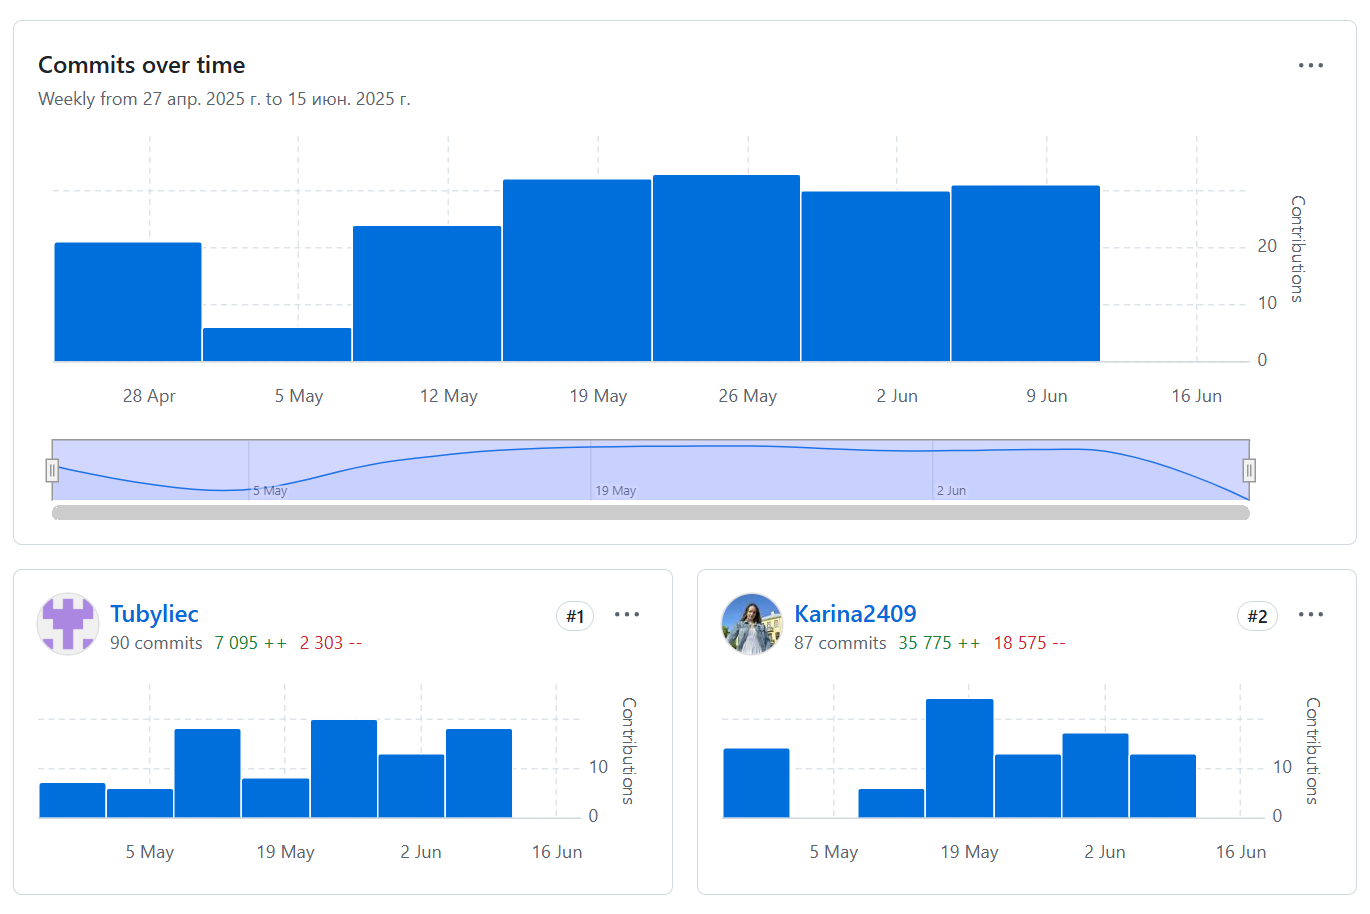 Commits over time
Weekly from 27 апр. 2025 г. to 15 июн. 2025 г.
Contributions
20
10
0
28 Apr
5 May
12 May
19 May
26 May
2 Jun
9 Jun
16 Jun
5 May
19 May
2 Jun
Tubyliec
#1
90 commits 7 095 ++ 2 303 --
Contributions
10
0
5 May
19 May
2 Jun
16 Jun
Karina2409
#2
87 commits 35 775 ++ 18 575 --
Contributions
10
0
5 May
19 May
2 Jun
16 Jun